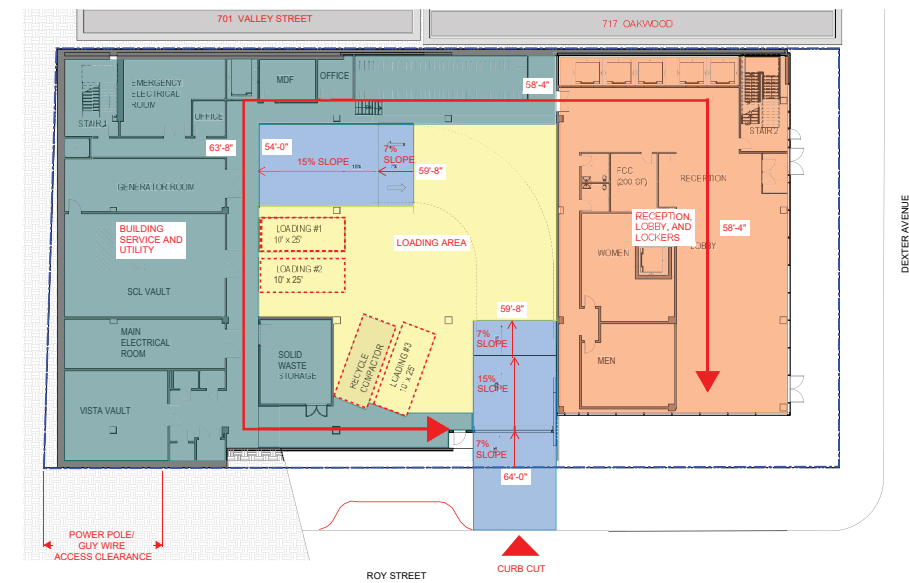 701 VALLEY STREET
717 OAKWOOD
EMERGENCY
ELECTRICAL
ROOM
STAIR 1
OFFICE
MDF
OFFICE
58'-4"
STAIR 2
63'-8"
54'-0"
15% SLOPE
7%
SLOPE
59'-8"
GENERATOR ROOM
FCC
(200 SF)
RECEPTION
BUILDING
SERVICE AND
UTILITY
LOADING #1
10' x 25'
LOADING AREA
RECEPTION,
LOBBY, AND
LOCKERS
LOBBY
58'-4"
WOMEN
LOADING #2
10' x 25'
SCL VAULT
59'-8"
MAIN
ELECTRICAL
ROOM
SOLID
WASTE
STORAGE
RECYCLE
COMPACTOR
LOADING #3
10' x 25'
7%
SLOPE
15%
SLOPE
MEN
VISTA VAULT
7%
SLOPE
64'-0"
POWER POLE/
GUY WIRE
ACCESS CLEARANCE
CURB CUT
ROY STREET
DEXTER AVENUE